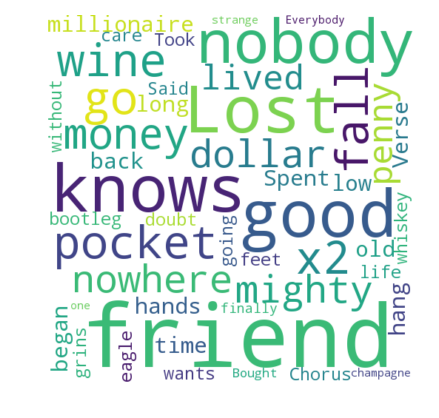 strange Everybody
millionaire
care Took
nobody
wine
Said
lived
go long
Lost
fall
penny
Verse
without
money
dollar
back
Spent low
knows
good
whiskey
bootleg doubt
going
pocket
feet
x2
old
life
nowhere
mighty
hang
began
grins
one
hands
finally
friend
eagle
time
wants
Bought
Chorus
champagne